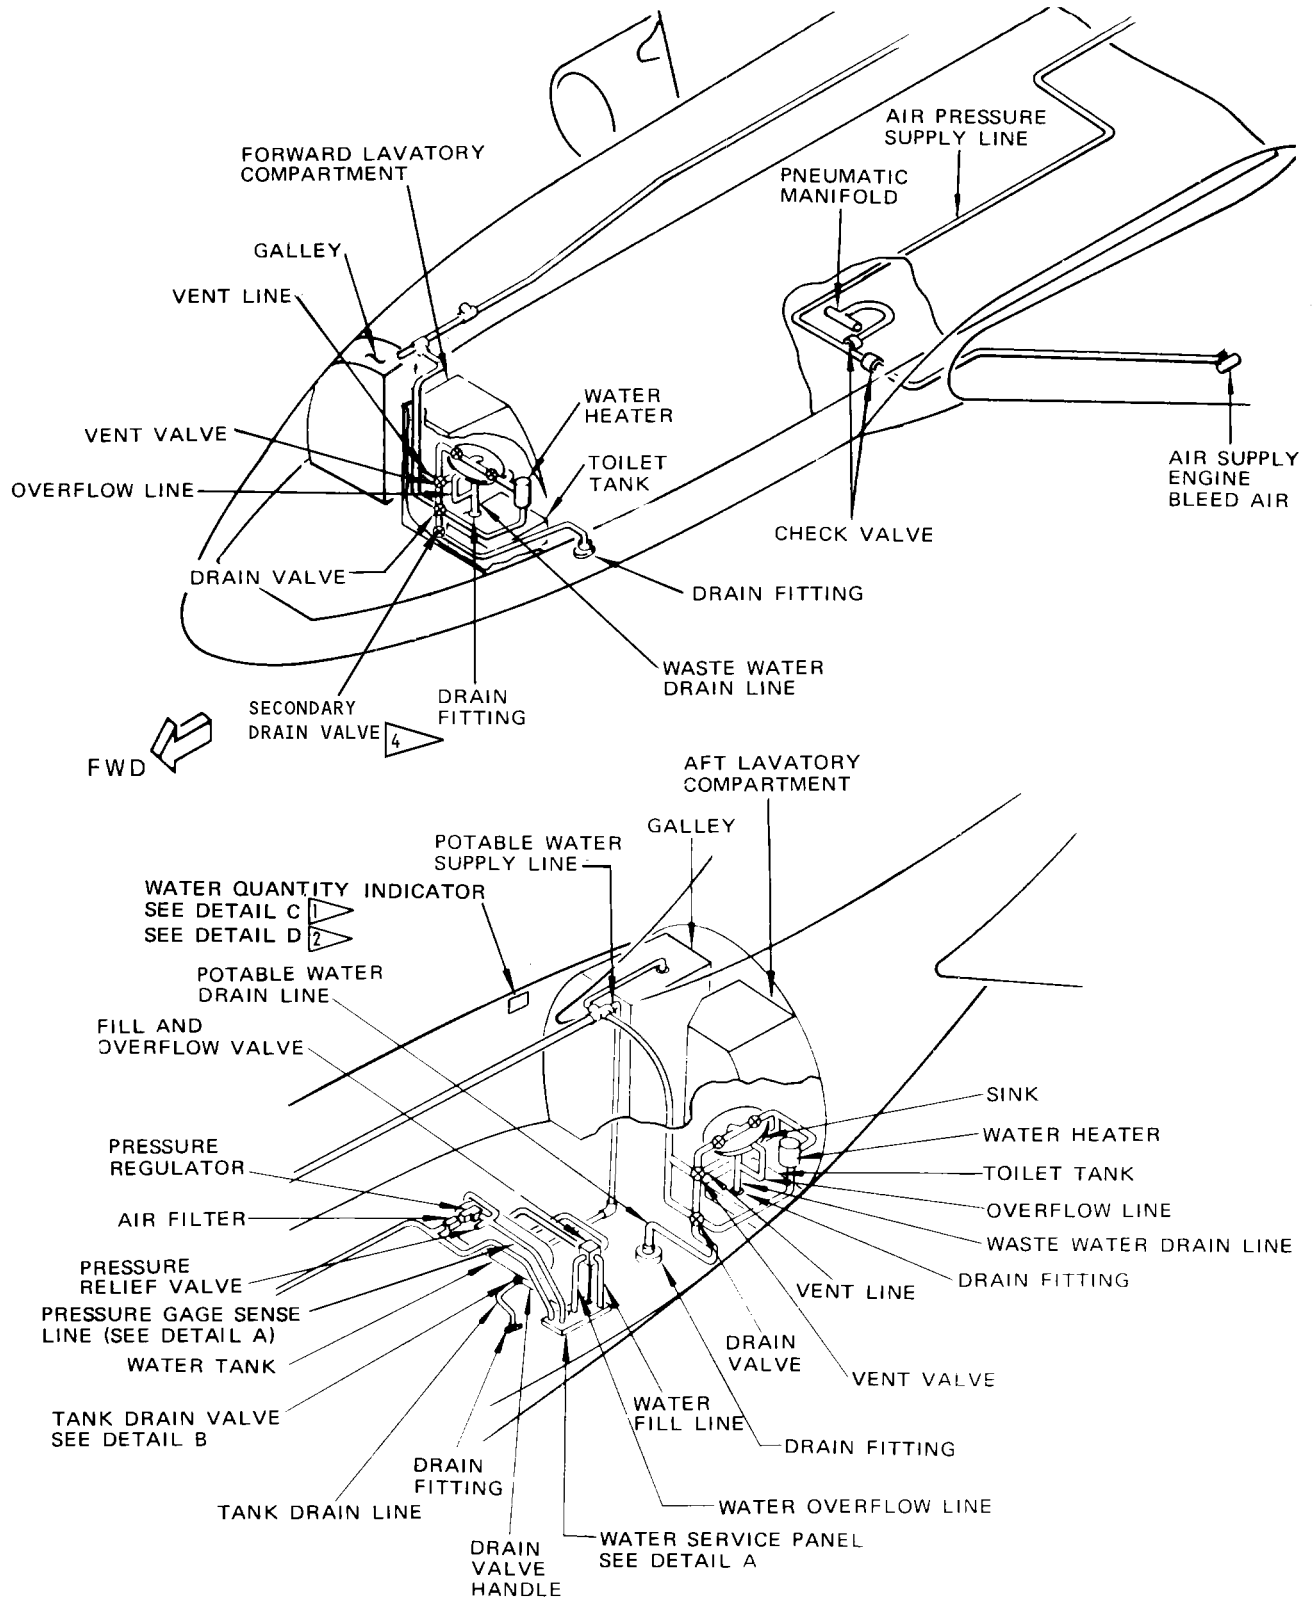 AIR PRESSURE
SUPPLY LINE
FORWARD LAVATORY
COMPARTMENT
PNEUMATIC
MANIFOLD
GALLEY
VENT LINE
WATER
HEATER
VENT VALVE
TOILET
TANK
OVERFLOW LINE
AIR SUPPLY
ENGINE
BLEED AIR
CHECK VALVE
DRAIN VALVE
DRAIN FITTING
WASTE WATER
DRAIN LINE
DRAIN
FITTING
SECONDARY
DRAIN VALVE 4
FWD
AFT LAVATORY
COMPARTMENT
GALLEY
POTABLE WATER
SUPPLY LINE
WATER QUANTITY INDICATOR
SEE DETAIL C 1
SEE DETAIL D 2
POTABLE WATER
DRAIN LINE
FILL AND
OVERFLOW VALVE
SINK
WATER HEATER
PRESSURE
REGULATOR
TOILET TANK
OVERFLOW LINE
AIR FILTER
WASTE WATER DRAIN LINE
PRESSURE
RELIEF VALVE
DRAIN FITTING
VENT LINE
PRESSURE GAGE SENSE
LINE (SEE DETAIL A)
DRAIN
VALVE
WATER TANK
VENT VALVE
WATER
FILL LINE
TANK DRAIN VALVE
SEE DETAIL B
DRAIN FITTING
DRAIN
FITTING
TANK DRAIN LINE
WATER OVERFLOW LINE
WATER SERVICE PANEL
SEE DETAIL A
DRAIN
VALVE
HANDLE